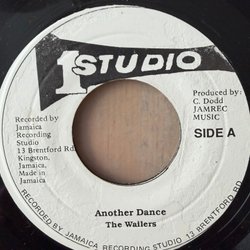 1 STUDIO
Recorded by
Jamaica
Recording
Studio
13 Brentford Rd
Kingston,
Jamaica,
Made in
Jamaica
Produced by:
C. Dodd
JAMREC
MUSIC
SIDE A
Another Dance
The Wailers
RECORDED BY JAMAICA RECORDING STUDIO 13 BRENTFORD RD